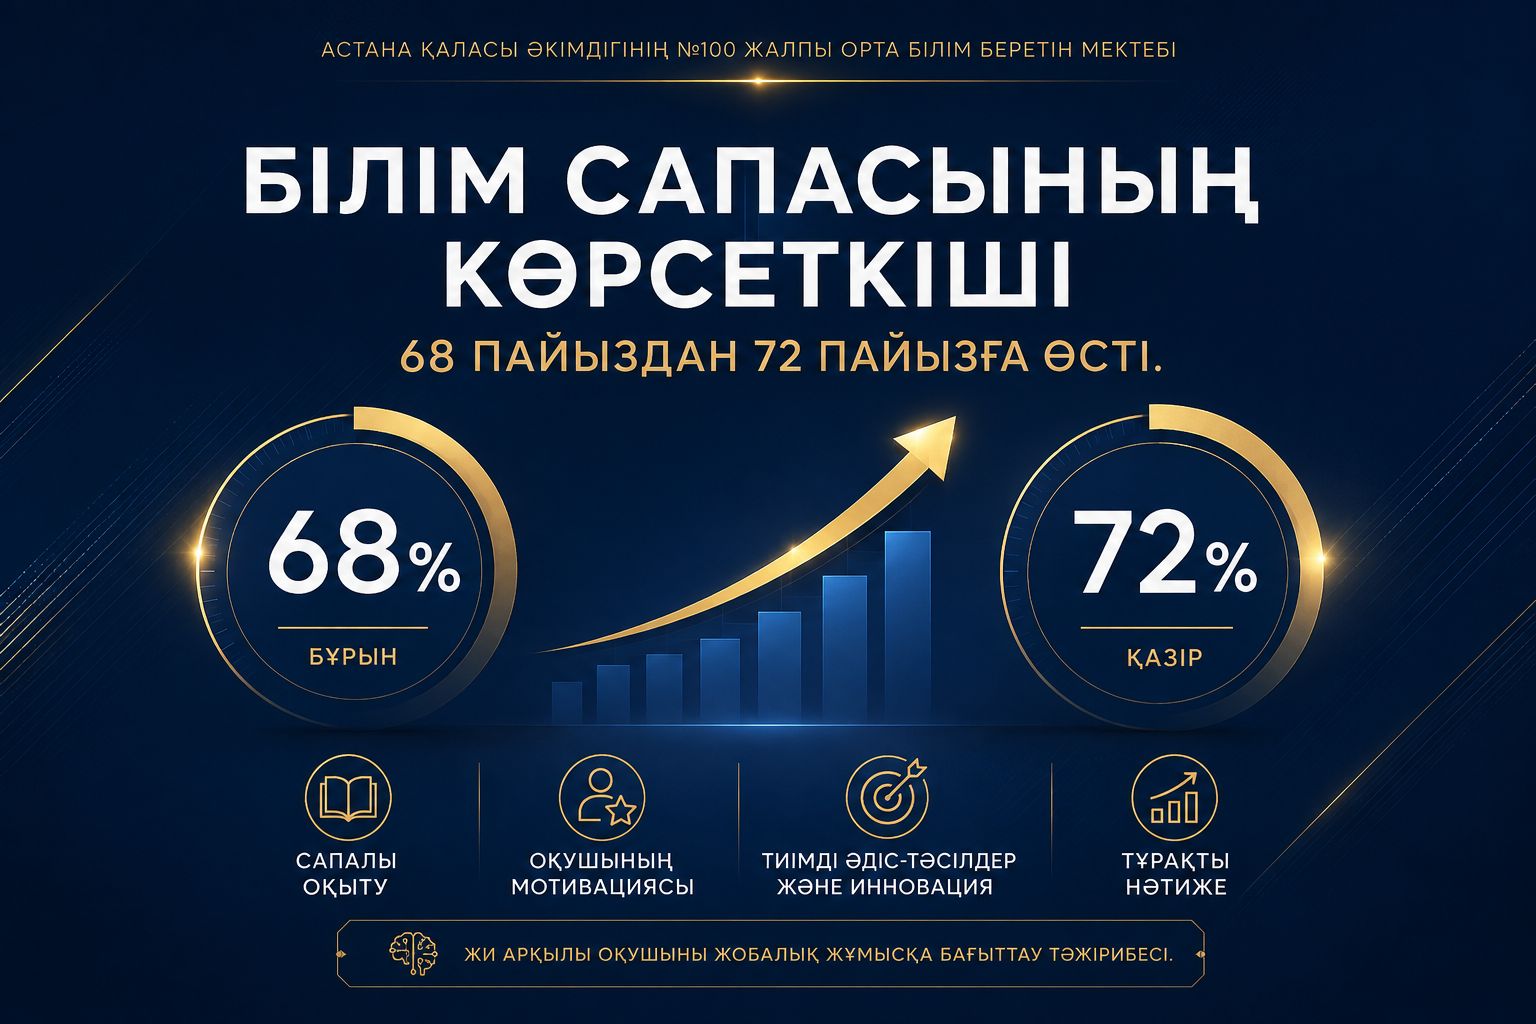 АСТАНА ҚАЛАСЫ ӘКІМДІГІНІҢ №100 ЖАЛПЫ ОРТА БІЛІМ БЕРЕТІН МЕКТЕБІ
БІЛІМ САПАСЫНЫҢ
КӨРСЕТКІШІ
68 ПАЙЫЗДАН 72 ПАЙЫЗҒА ӨСТІ.
68%
БҰРЫН
72%
ҚАЗІР
САПАЛЫ
ОҚЫТУ
ОҚУШЫНЫҢ
МОТИВАЦИЯСЫ
ТИІМДІ ӘДІС-ТӘСІЛДЕР
ЖӘНЕ ИННОВАЦИЯ
ТҰРАҚТЫ
НӘТИЖЕ
ЖИ АРҚЫЛЫ ОҚУШЫНЫ ЖОБАЛЫҚ ЖҰМЫСҚА БАҒЫТТАУ ТӘЖІРИБЕСІ.